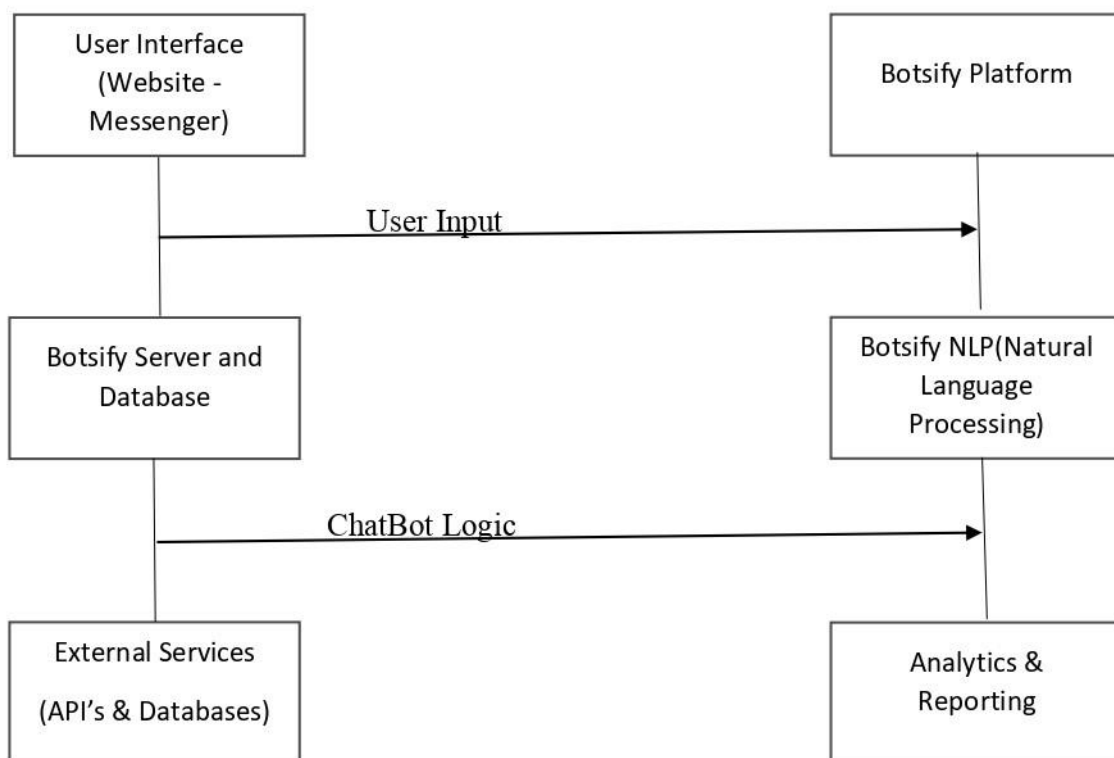 User Interface
(Website -
Messenger)
Botsify Platform
User Input
Botsify Server and
Database
Botsify NLP(Natural
Language
Processing)
ChatBot Logic
External Services
(API’s & Databases)
Analytics &
Reporting